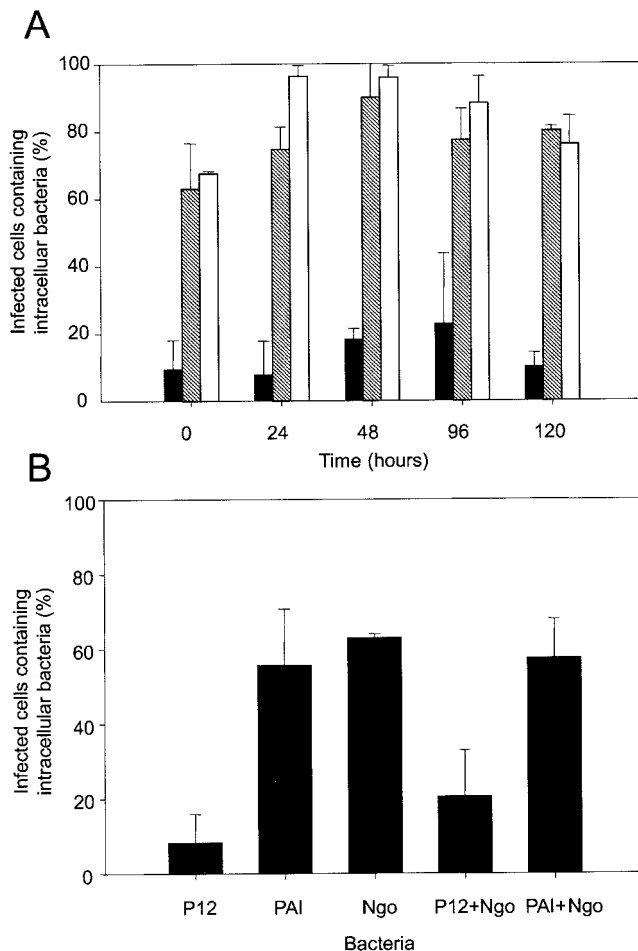 A
Infected cells containing
intracelluar bacteria (%)
100
80
60
40
20
0
0 24 48 96 120
Time (hours)
B
Infected cells containing
intracellular bacteria (%)
100
80
60
40
20
0
P12 PAI Ngo P12+Ngo PAI+Ngo
Bacteria